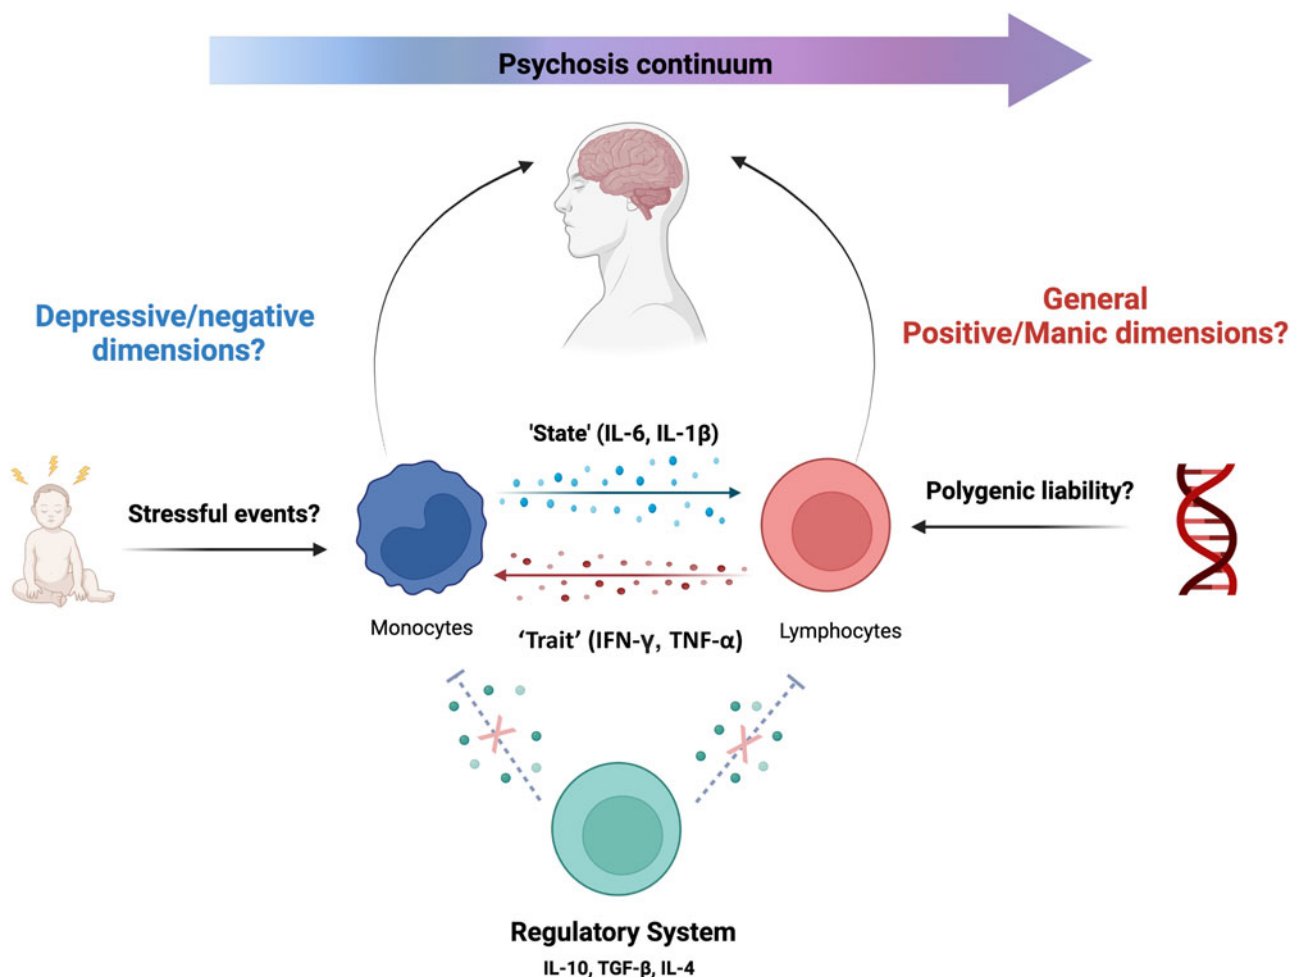 Psychosis continuum
Depressive/negative
dimensions?
General
Positive/Manic dimensions?
'State' (IL-6, IL-1β)
Stressful events?
Polygenic liability?
Monocytes
Lymphocytes
‘Trait’ (IFN-γ, TNF-α)
Regulatory System
IL-10, TGF-β, IL-4